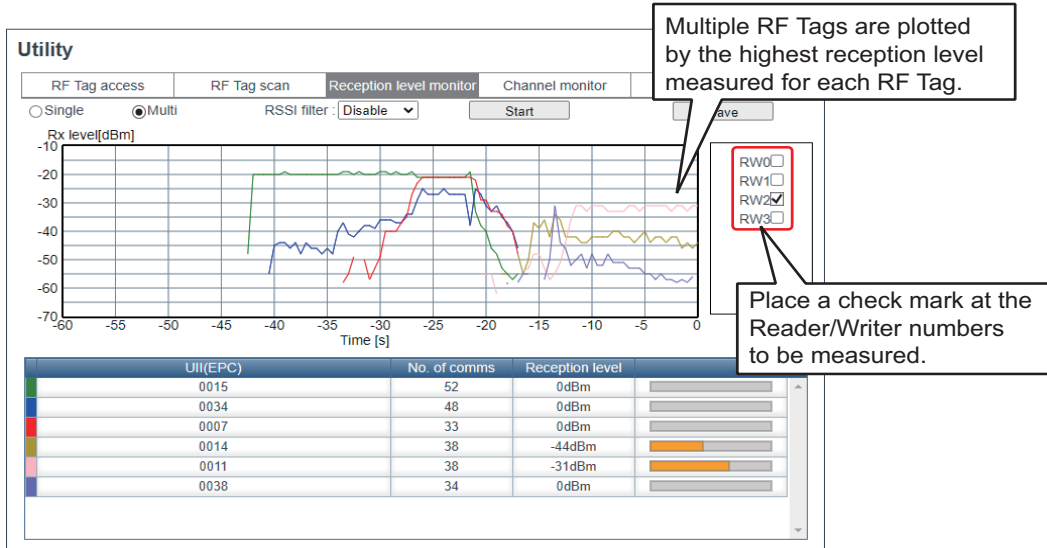 Multiple RF Tags are plotted
by the highest reception level
measured for each RF Tag.
Utility
RF Tag access RF Tag scan Reception level monitor Channel monitor
Single Multi RSSI filter : Disable Start ave
Rx level[dBm]
-10
-20
-30
-40
-50
-60
-70
-60 -55 -50 -45 -40 -35 -30 -25 -20 -15 -10 -5 0
Time [s]
RW0
RW1
RW2
RW3
Place a check mark at the
Reader/Writer numbers
to be measured.
UII(EPC) No. of comms Reception level
0015 52 0dBm
0034 48 0dBm
0007 33 0dBm
0014 38 -44dBm
0011 38 -31dBm
0038 34 0dBm